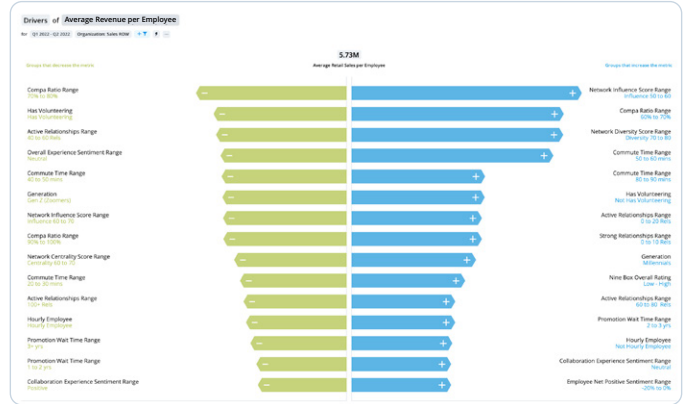 Drivers of Average Revenue per Employee
for Q1 2022 - Q2 2022 Organization: Sales ROW
5.73M
Average Retail Sales per Employee
Groups that decrease the metric
Groups that increase the metric
Compa Ratio Range
70% to 80%
Network Influence Score Range
Influence 50 to 60
Has Volunteering
Has Volunteering
Compa Ratio Range
60% to 70%
Active Relationships Range
40 to 60 Rels
Network Diversity Score Range
Diversity 70 to 80
Overall Experience Sentiment Range
Neutral
Commute Time Range
50 to 60 mins
Commute Time Range
40 to 50 mins
Commute Time Range
80 to 90 mins
Generation
Gen Z (Zoomers)
Has Volunteering
Not Has Volunteering
Network Influence Score Range
Influence 60 to 70
Active Relationships Range
0 to 20 Rels
Compa Ratio Range
90% to 100%
Strong Relationships Range
0 to 10 Rels
Network Centrality Score Range
Centrality 60 to 70
Generation
Millennials
Commute Time Range
20 to 30 mins
Nine Box Overall Rating
Low - High
Active Relationships Range
100+ Rels
Active Relationships Range
60 to 80 Rels
Hourly Employee
Hourly Employee
Promotion Wait Time Range
2 to 3 yrs
Promotion Wait Time Range
3+ yrs
Hourly Employee
Not Hourly Employee
Promotion Wait Time Range
1 to 2 yrs
Collaboration Experience Sentiment Range
Neutral
Collaboration Experience Sentiment Range
Positive
Employee Net Positive Sentiment Range
-20% to 0%